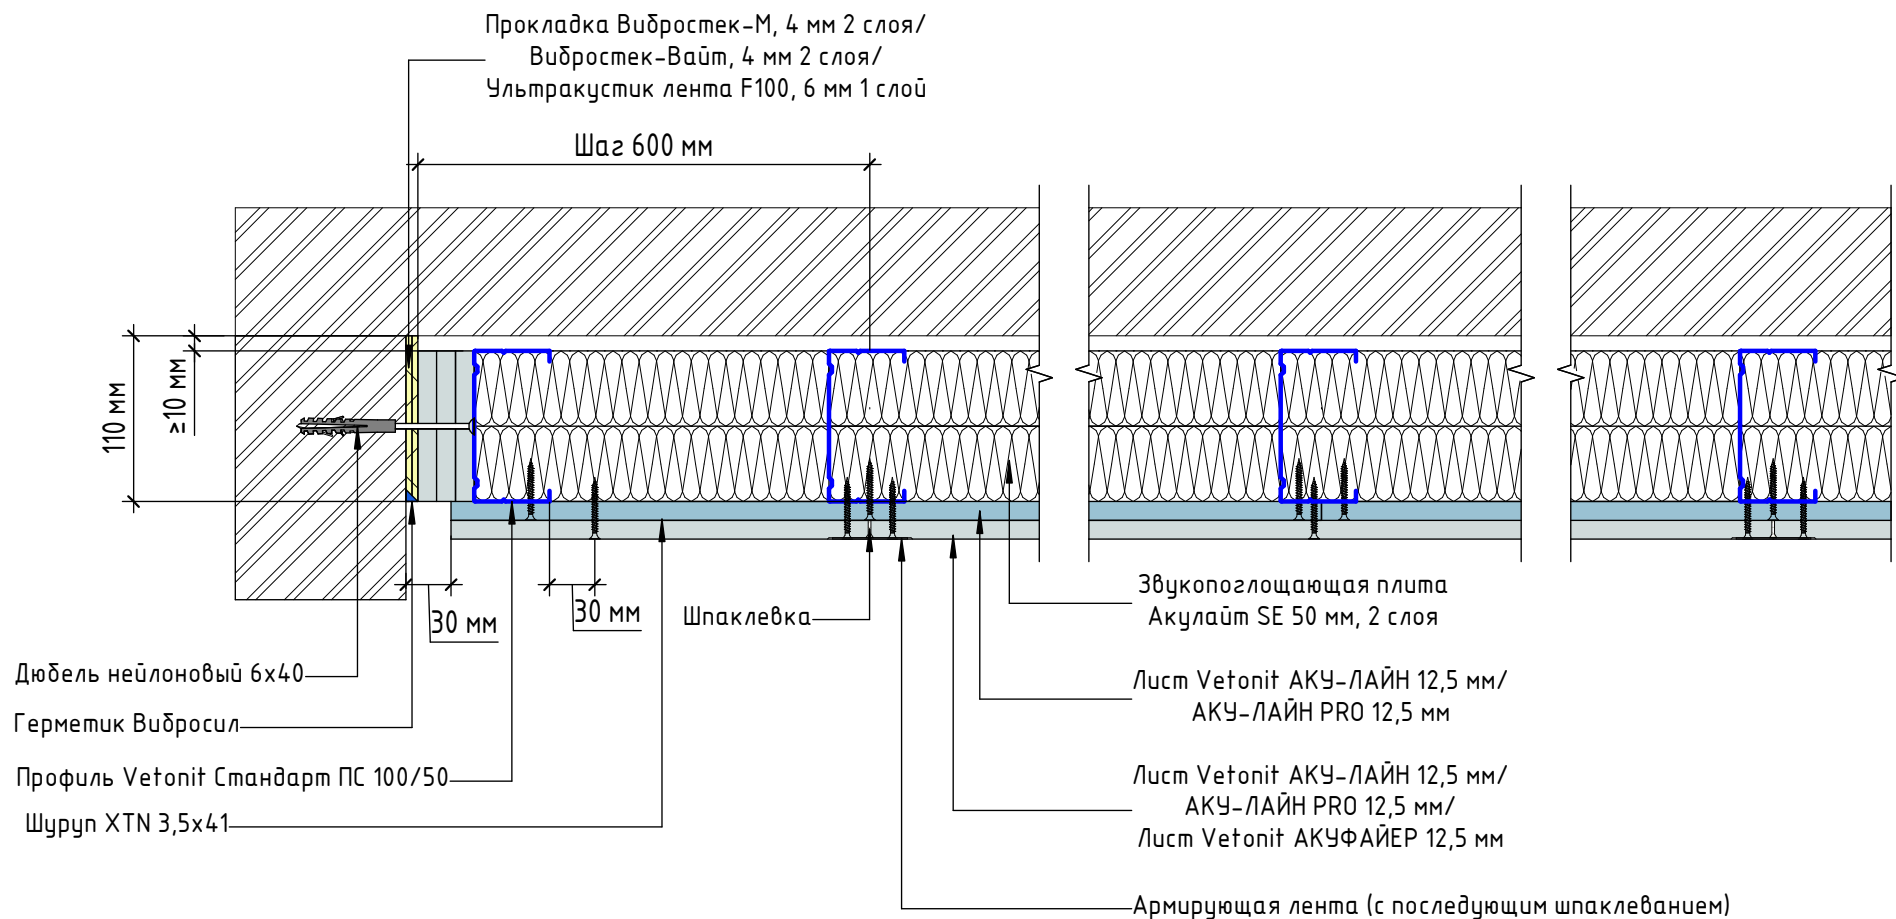 Прокладка Вибростек-М, 4 мм 2 слоя/
Вибростек-Вайт, 4 мм 2 слоя/
Ультракустик лента F100, 6 мм 1 слой
Шаг 600 мм
110 мм
≥10 мм
30 мм
30 мм
Шпаклевка
Дюбель нейлоновый 6х40
Герметик Вибросил
Профиль Vetonit Стандарт ПС 100/50
Шуруп XTN 3,5х41
Звукопоглощающая плита
Акулайт SE 50 мм, 2 слоя
Лист Vetonit АКУ-ЛАЙН 12,5 мм/
АКУ-ЛАЙН PRO 12,5 мм
Лист Vetonit АКУ-ЛАЙН 12,5 мм/
АКУ-ЛАЙН PRO 12,5 мм/
Лист Vetonit АКУФАЙЕР 12,5 мм
Армирующая лента (с последующим шпаклеванием)